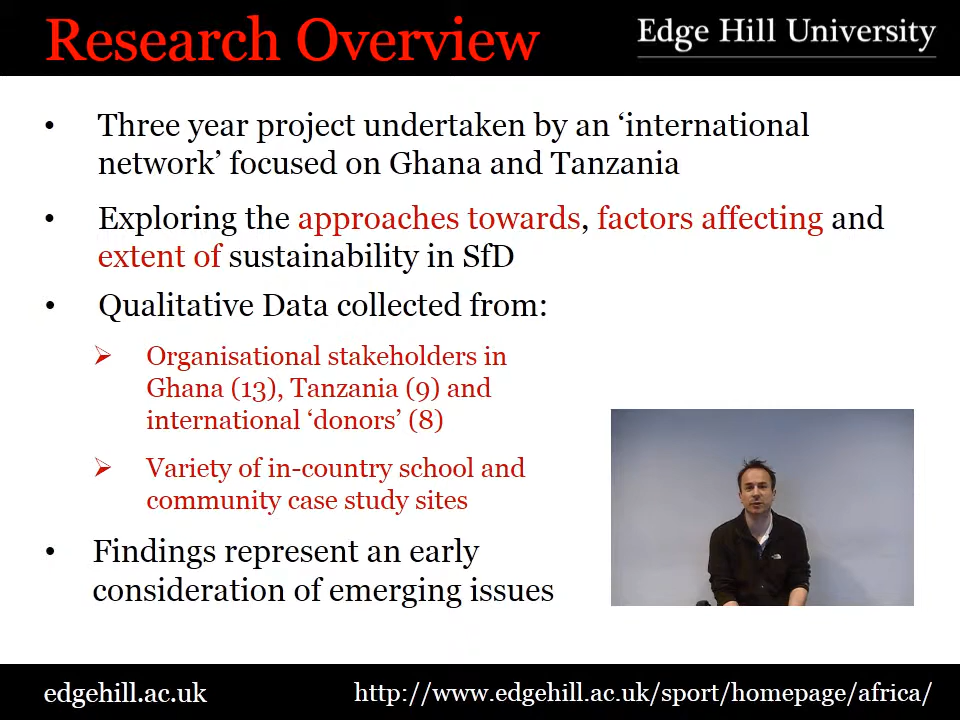 Research Overview
Edge Hill University
• Three year project undertaken by an ‘international
network’ focused on Ghana and Tanzania
• Exploring the approaches towards, factors affecting and
extent of sustainability in SfD
• Qualitative Data collected from:
➢ Organisational stakeholders in
Ghana (13), Tanzania (9) and
international ‘donors’ (8)
➢ Variety of in-country school and
community case study sites
• Findings represent an early
consideration of emerging issues
edgehill.ac.uk
http://www.edgehill.ac.uk/sport/homepage/africa/